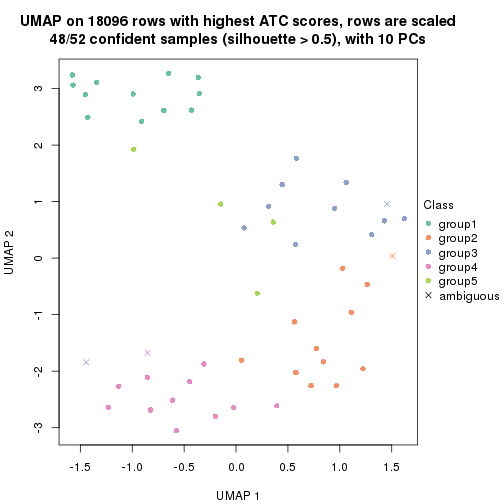 UMAP on 18096 rows with highest ATC scores, rows are scaled
48/52 confident samples (silhouette > 0.5), with 10 PCs
3
2
1
0
-1
-2
-3
UMAP 2
-1.5 -1.0 -0.5 0.0 0.5 1.0 1.5
UMAP 1
Class
group1
group2
group3
group4
group5
ambiguous